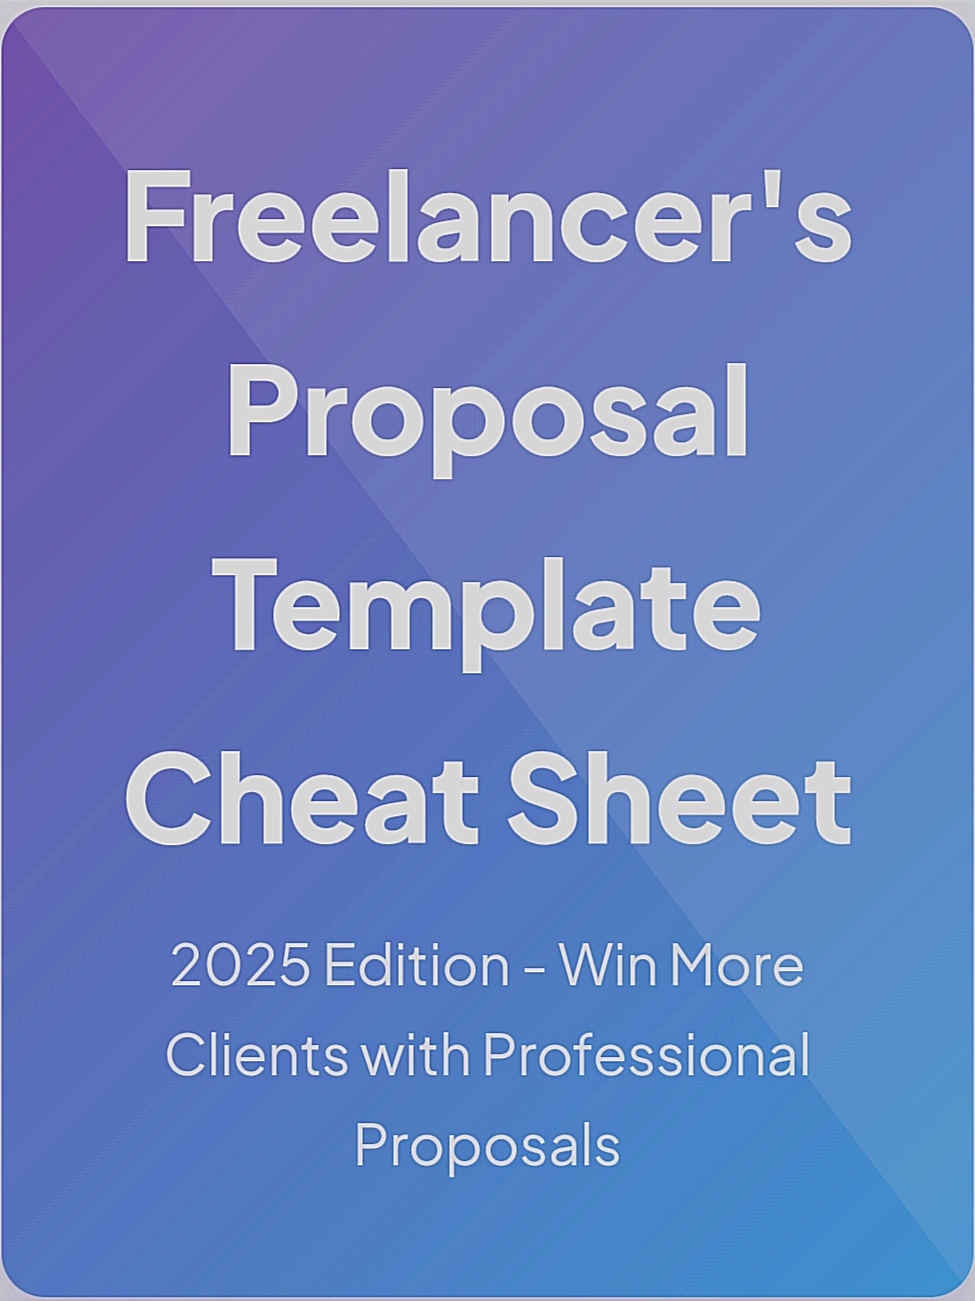 Freelancer's
Proposal
Template
Cheat Sheet
2025 Edition - Win More
Clients with Professional
Proposals